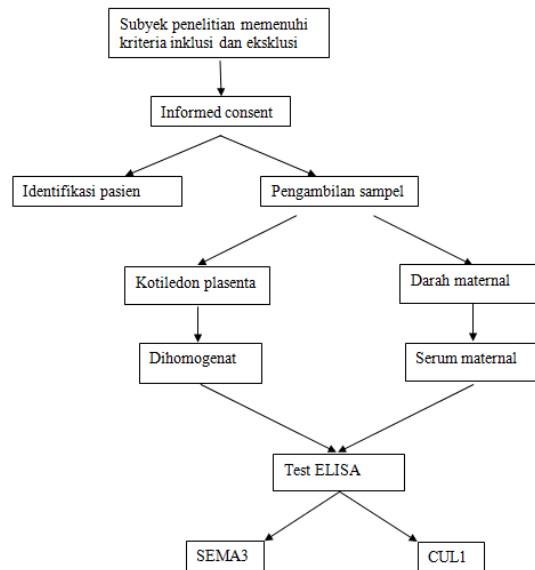 Subyek penelitian memenuhi
kriteria inklusi dan eksklusi
Informed consent
Identifikasi pasien
Pengambilan sampel
Kotiledon plasenta
Darah maternal
Dihomogenat
Serum maternal
Test ELISA
SEMA3
CUL1